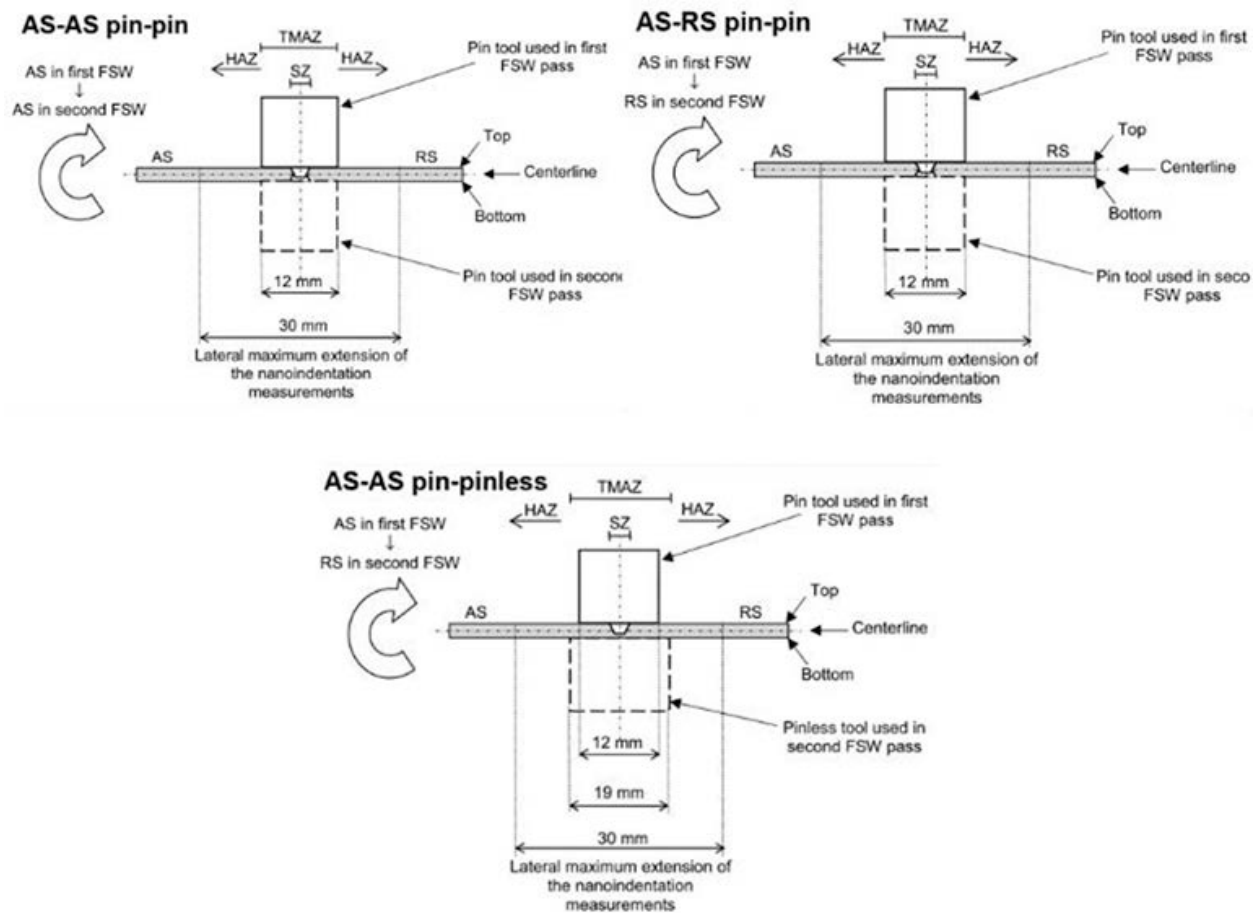 AS-AS pin-pin
AS in first FSW
↓
AS in second FSW
TMAZ
HAZ
HAZ
SZ
Pin tool used in first
FSW pass
AS
RS
Top
Centerline
Bottom
12 mm
Pin tool used in second
FSW pass
30 mm
Lateral maximum extension of
the nanoindentation
measurements
AS-RS pin-pin
AS in first FSW
↓
RS in second FSW
TMAZ
HAZ
HAZ
SZ
Pin tool used in first
FSW pass
AS
RS
Top
Centerline
Bottom
12 mm
Pin tool used in seco
FSW pass
30 mm
Lateral maximum extension of
the nanoindentation
measurements
AS-AS pin-pinless
AS in first FSW
↓
RS in second FSW
TMAZ
HAZ
HAZ
SZ
Pin tool used in first
FSW pass
AS
RS
Top
Centerline
Bottom
Pinless tool used in
second FSW pass
12 mm
19 mm
30 mm
Lateral maximum extension of
the nanoindentation
measurements